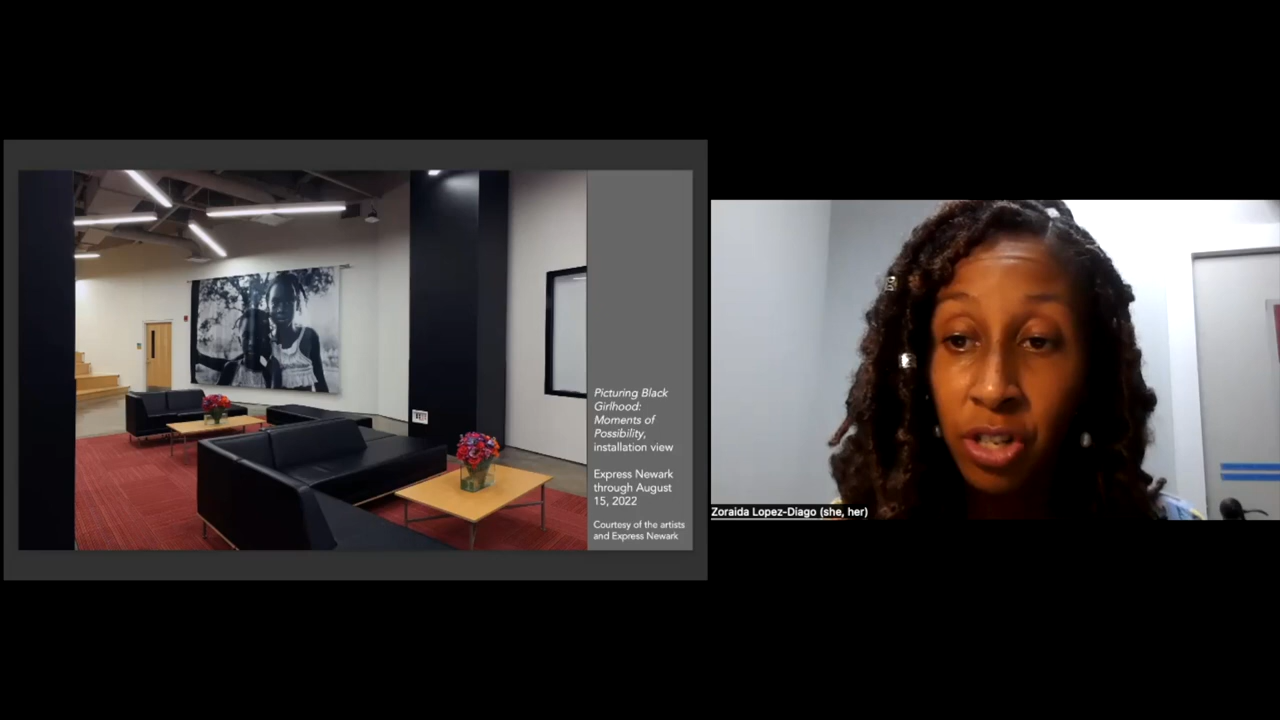 Picturing Black
Girlhood:
Moments of
Possibility,
installation view
Express Newark
through August
15, 2022
Courtesy of the artists
and Express Newark
Zoraida Lopez-Diago (she, her)